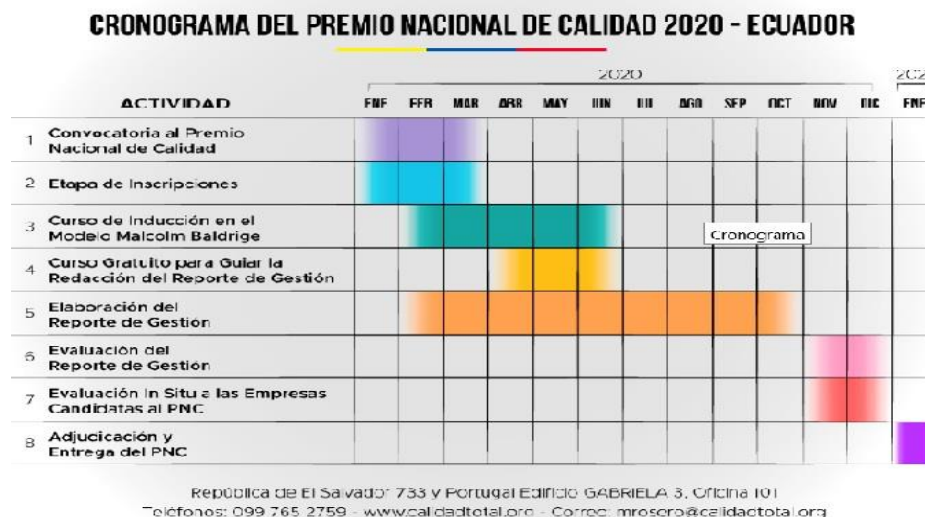 CRONOGRAMA DEL PREMIO NACIONAL DE CALIDAD 2020 - ECUADOR
2020
ACTIVIDAD ENE FEB MAR ABR MAY JUN JUL AGO SEP OCT NOV DIC ENE
1 Convocatoria al Premio
Nacional de Calidad
2 Etapa de Inscripciones
3 Curso de Inducción en el
Modelo Malcolm Baldrige
Cronograma
4 Curso Gratuito para Guiar la
Redacción del Reporte de Gestión
5 Elaboración del
Reporte de Gestión
6 Evaluación del
Reporte de Gestión
7 Evaluación In Situ a las Empresas
Candidatas al PNC
8 Adjudicación y
Entrega del PNC
República de El Salvador 733 y Portugal Edificio GABRIELA 3, Oficina 101
Teléfonos: 099 765 2759 - www.calidadtotal.org - Correo: mrosero@calidadtotal.org